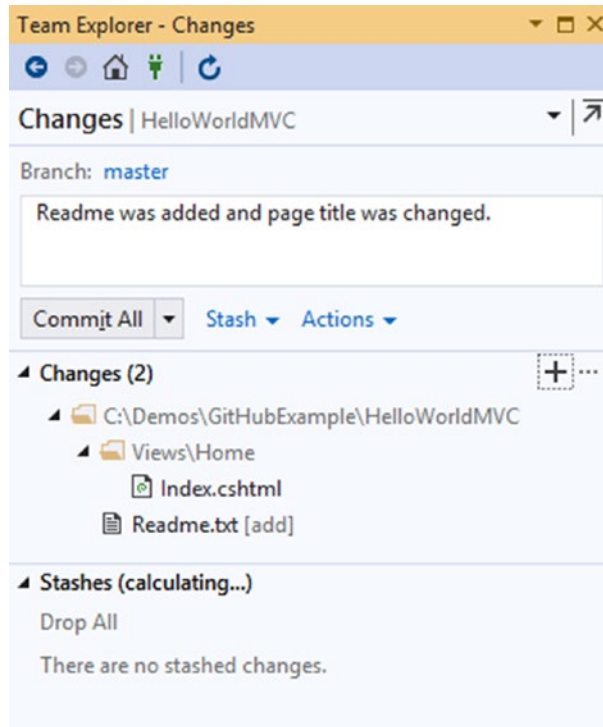 Team Explorer - Changes
Changes | HelloWorldMVC
Branch: master
Readme was added and page title was changed.
Commit All Stash Actions
Changes (2)
C:\Demos\GitHubExample\HelloWorldMVC
Views\Home
Index.cshtml
Readme.txt [add]
Stashes (calculating...)
Drop All
There are no stashed changes.